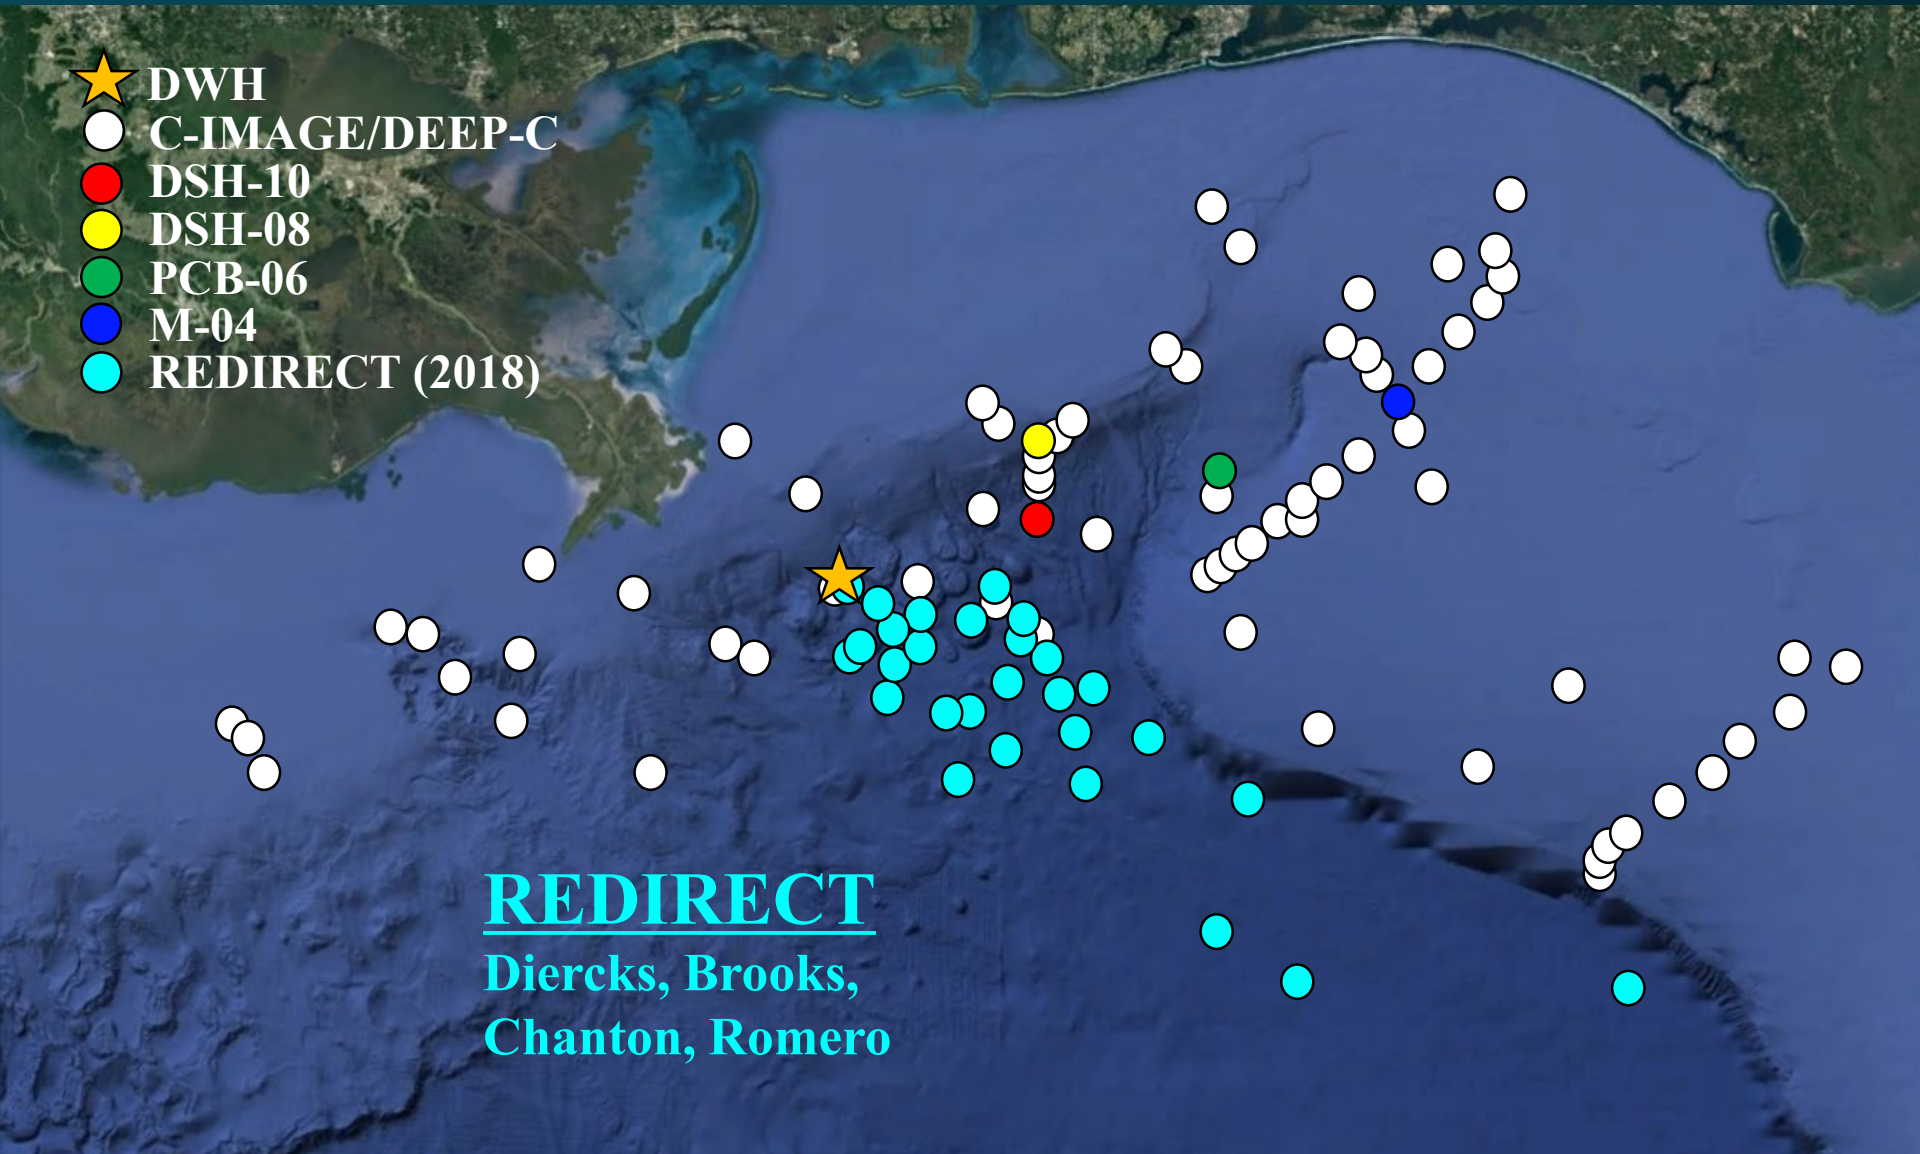 DWH
C-IMAGE/DEEP-C
DSH-10
DSH-08
PCB-06
M-04
REDIRECT (2018)
REDIRECT
Diercks, Brooks,
Chanton, Romero